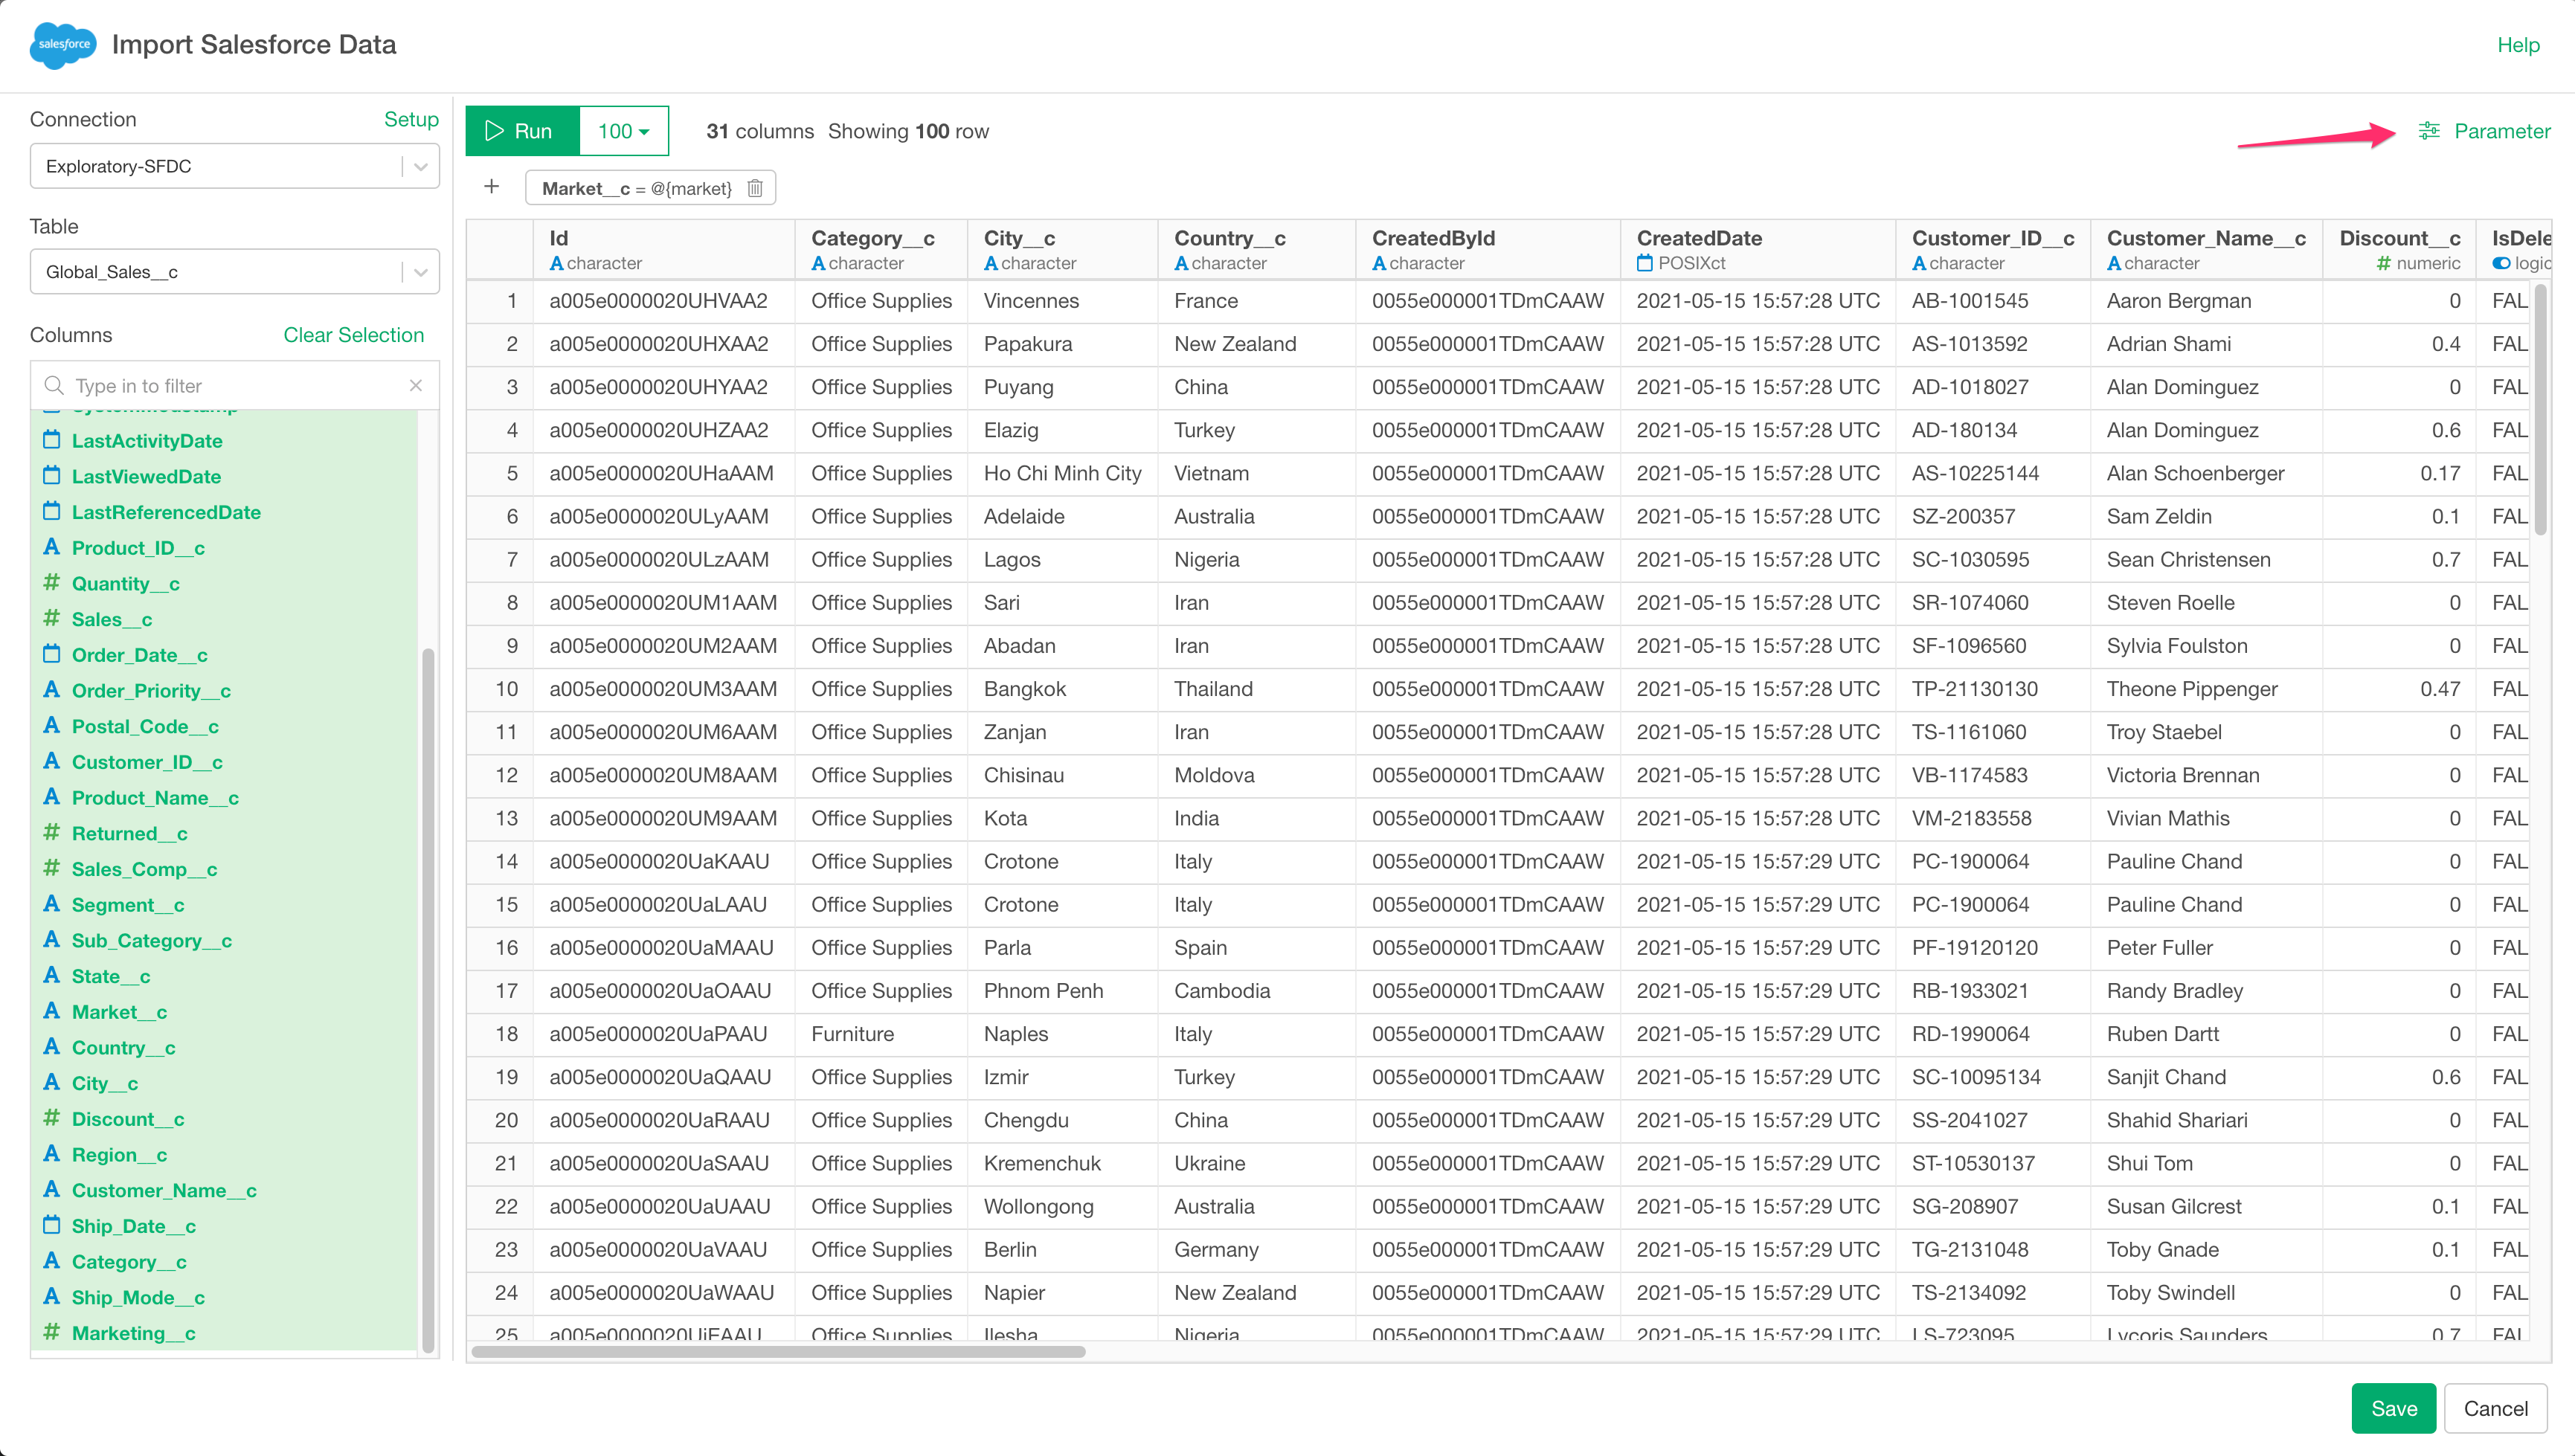 salesforce
Import Salesforce Data
Help
Connection
Setup
Exploratory-SFDC
Table
Global_Sales__c
Columns
Clear Selection
Type in to filter
SystemModstamp
LastActivityDate
LastViewedDate
LastReferencedDate
Product_ID__c
Quantity__c
Sales__c
Order_Date__c
Order_Priority__c
Postal_Code__c
Customer_ID__c
Product_Name__c
Returned__c
Sales_Comp__c
Segment__c
Sub_Category__c
State__c
Market__c
Country__c
City__c
Discount__c
Region__c
Customer_Name__c
Ship_Date__c
Category__c
Ship_Mode__c
Marketing__c
Run
100
31 columns Showing 100 row
Parameter
+ Market__c = @{market}
Id Category__c City__c Country__c CreatedById CreatedDate Customer_ID__c Customer_Name__c Discount__c IsDele
character character character character character POSIXct character character numeric logic
1 a005e0000020UHVAA2 Office Supplies Vincennes France 0055e000001TDmCAAW 2021-05-15 15:57:28 UTC AB-1001545 Aaron Bergman 0 FAL
2 a005e0000020UHXAA2 Office Supplies Papakura New Zealand 0055e000001TDmCAAW 2021-05-15 15:57:28 UTC AS-1013592 Adrian Shami 0.4 FAL
3 a005e0000020UHYAA2 Office Supplies Puyang China 0055e000001TDmCAAW 2021-05-15 15:57:28 UTC AD-1018027 Alan Dominguez 0 FAL
4 a005e0000020UHZAA2 Office Supplies Elazig Turkey 0055e000001TDmCAAW 2021-05-15 15:57:28 UTC AD-180134 Alan Dominguez 0.6 FAL
5 a005e0000020UHaAAM Office Supplies Ho Chi Minh City Vietnam 0055e000001TDmCAAW 2021-05-15 15:57:28 UTC AS-10225144 Alan Schoenberger 0.17 FAL
6 a005e0000020ULyAAM Office Supplies Adelaide Australia 0055e000001TDmCAAW 2021-05-15 15:57:28 UTC SZ-200357 Sam Zeldin 0.1 FAL
7 a005e0000020ULzAAM Office Supplies Lagos Nigeria 0055e000001TDmCAAW 2021-05-15 15:57:28 UTC SC-1030595 Sean Christensen 0.7 FAL
8 a005e0000020UM1AAM Office Supplies Sari Iran 0055e000001TDmCAAW 2021-05-15 15:57:28 UTC SR-1074060 Steven Roelle 0 FAL
9 a005e0000020UM2AAM Office Supplies Abadan Iran 0055e000001TDmCAAW 2021-05-15 15:57:28 UTC SF-1096560 Sylvia Foulston 0 FAL
10 a005e0000020UM3AAM Office Supplies Bangkok Thailand 0055e000001TDmCAAW 2021-05-15 15:57:28 UTC TP-21130130 Theone Pippenger 0.47 FAL
11 a005e0000020UM6AAM Office Supplies Zanjan Iran 0055e000001TDmCAAW 2021-05-15 15:57:28 UTC TS-1161060 Troy Staebel 0 FAL
12 a005e0000020UM8AAM Office Supplies Chisinau Moldova 0055e000001TDmCAAW 2021-05-15 15:57:28 UTC VB-1174583 Victoria Brennan 0 FAL
13 a005e0000020UM9AAM Office Supplies Kota India 0055e000001TDmCAAW 2021-05-15 15:57:28 UTC VM-2183558 Vivian Mathis 0 FAL
14 a005e0000020UaKAAU Office Supplies Crotone Italy 0055e000001TDmCAAW 2021-05-15 15:57:29 UTC PC-1900064 Pauline Chand 0 FAL
15 a005e0000020UaLAAU Office Supplies Crotone Italy 0055e000001TDmCAAW 2021-05-15 15:57:29 UTC PC-1900064 Pauline Chand 0 FAL
16 a005e0000020UaMAAU Office Supplies Parla Spain 0055e000001TDmCAAW 2021-05-15 15:57:29 UTC PF-19120120 Peter Fuller 0 FAL
17 a005e0000020UaOAAU Office Supplies Phnom Penh Cambodia 0055e000001TDmCAAW 2021-05-15 15:57:29 UTC RB-1933021 Randy Bradley 0 FAL
18 a005e0000020UaPAAU Furniture Naples Italy 0055e000001TDmCAAW 2021-05-15 15:57:29 UTC RD-1990064 Ruben Dartt 0 FAL
19 a005e0000020UaQAAU Office Supplies Izmir Turkey 0055e000001TDmCAAW 2021-05-15 15:57:29 UTC SC-10095134 Sanjit Chand 0.6 FAL
20 a005e0000020UaRAAU Office Supplies Chengdu China 0055e000001TDmCAAW 2021-05-15 15:57:29 UTC SS-2041027 Shahid Shariari 0 FAL
21 a005e0000020UaSAAU Office Supplies Kremenchuk Ukraine 0055e000001TDmCAAW 2021-05-15 15:57:29 UTC ST-10530137 Shui Tom 0 FAL
22 a005e0000020UaUAAU Office Supplies Wollongong Australia 0055e000001TDmCAAW 2021-05-15 15:57:29 UTC SG-208907 Susan Gilcrest 0.1 FAL
23 a005e0000020UaVAAU Office Supplies Berlin Germany 0055e000001TDmCAAW 2021-05-15 15:57:29 UTC TG-2131048 Toby Gnade 0.1 FAL
24 a005e0000020UaWAAU Office Supplies Napier New Zealand 0055e000001TDmCAAW 2021-05-15 15:57:29 UTC TS-2134092 Toby Swindell 0 FAL
25 Office Supplies Ilesha Nigeria 0055e000001TDmCAAW 2021-05-15 15:57:29 UTC LS-723095 Lycoris Saunders 0.7 FAL
Save
Cancel